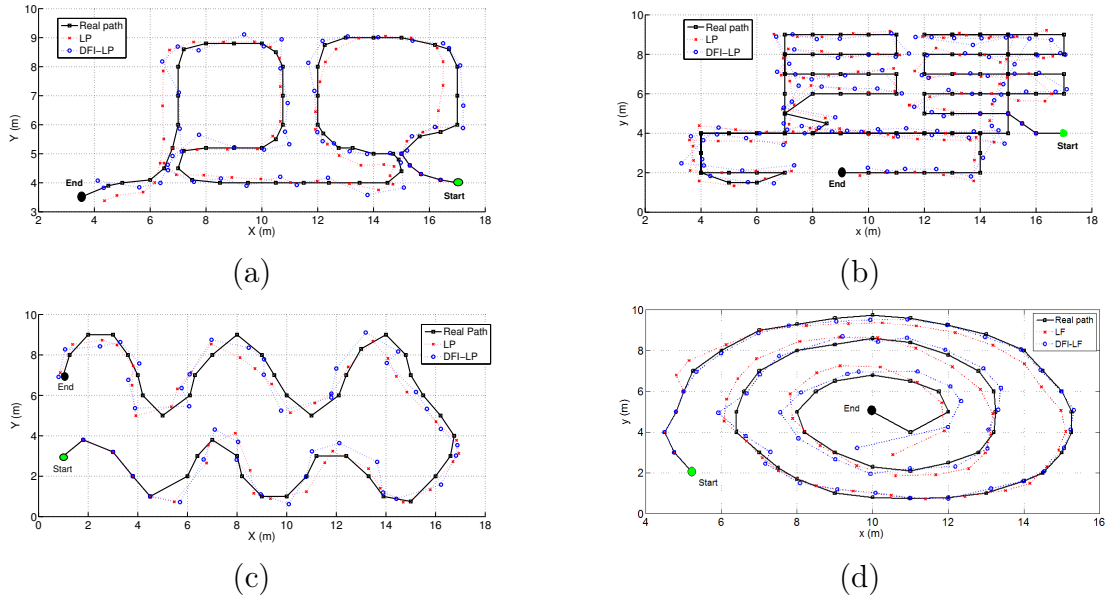 10
9
8
7
6
5
4
3
2 4 6 8 10 12 14 16 18
X (m)
Y (m)
Real path
LP
DFI-LP
End
Start
(a)
10
8
6
4
2
0
2 4 6 8 10 12 14 16 18
x (m)
y (m)
Real path
LP
DFI-LP
Start
End
(b)
10
8
6
4
2
0
0 2 4 6 8 10 12 14 16 18
X (m)
Y (m)
Real Path
LP
DFI-LP
End
Start
(c)
10
8
6
4
2
0
4 6 8 10 12 14 16
x (m)
y (m)
Real path
LF
DFI-LF
End
Start
(d)